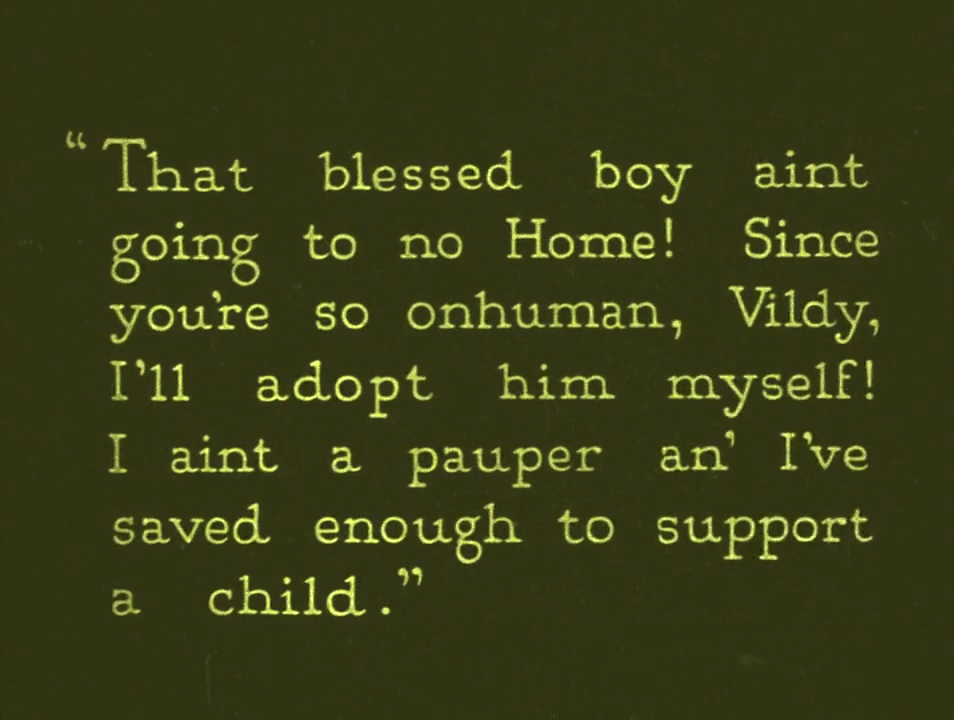 “That blessed boy aint
going to no Home! Since
you're so onhuman, Vildy,
I'll adopt him myself!
I aint a pauper an' I've
saved enough to support
a child.”